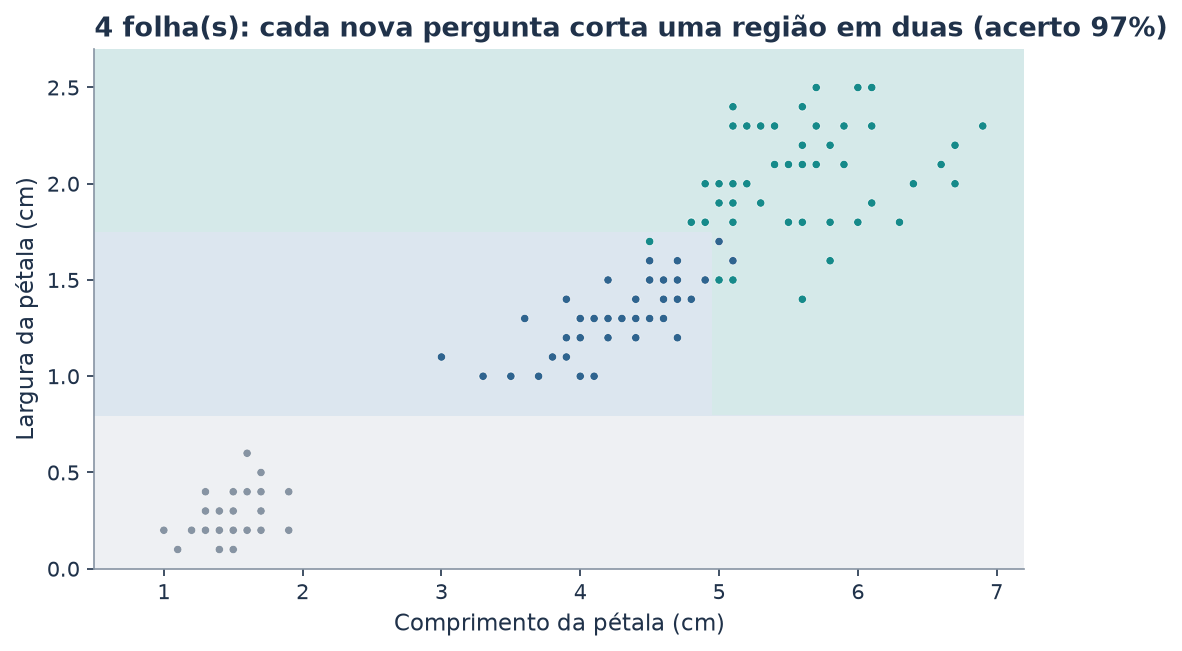 4 folha(s): cada nova pergunta corta uma região em duas (acerto 97%)
Largura da pétala (cm)
2.5
2.0
1.5
1.0
0.5
0.0
1 2 3 4 5 6 7
Comprimento da pétala (cm)